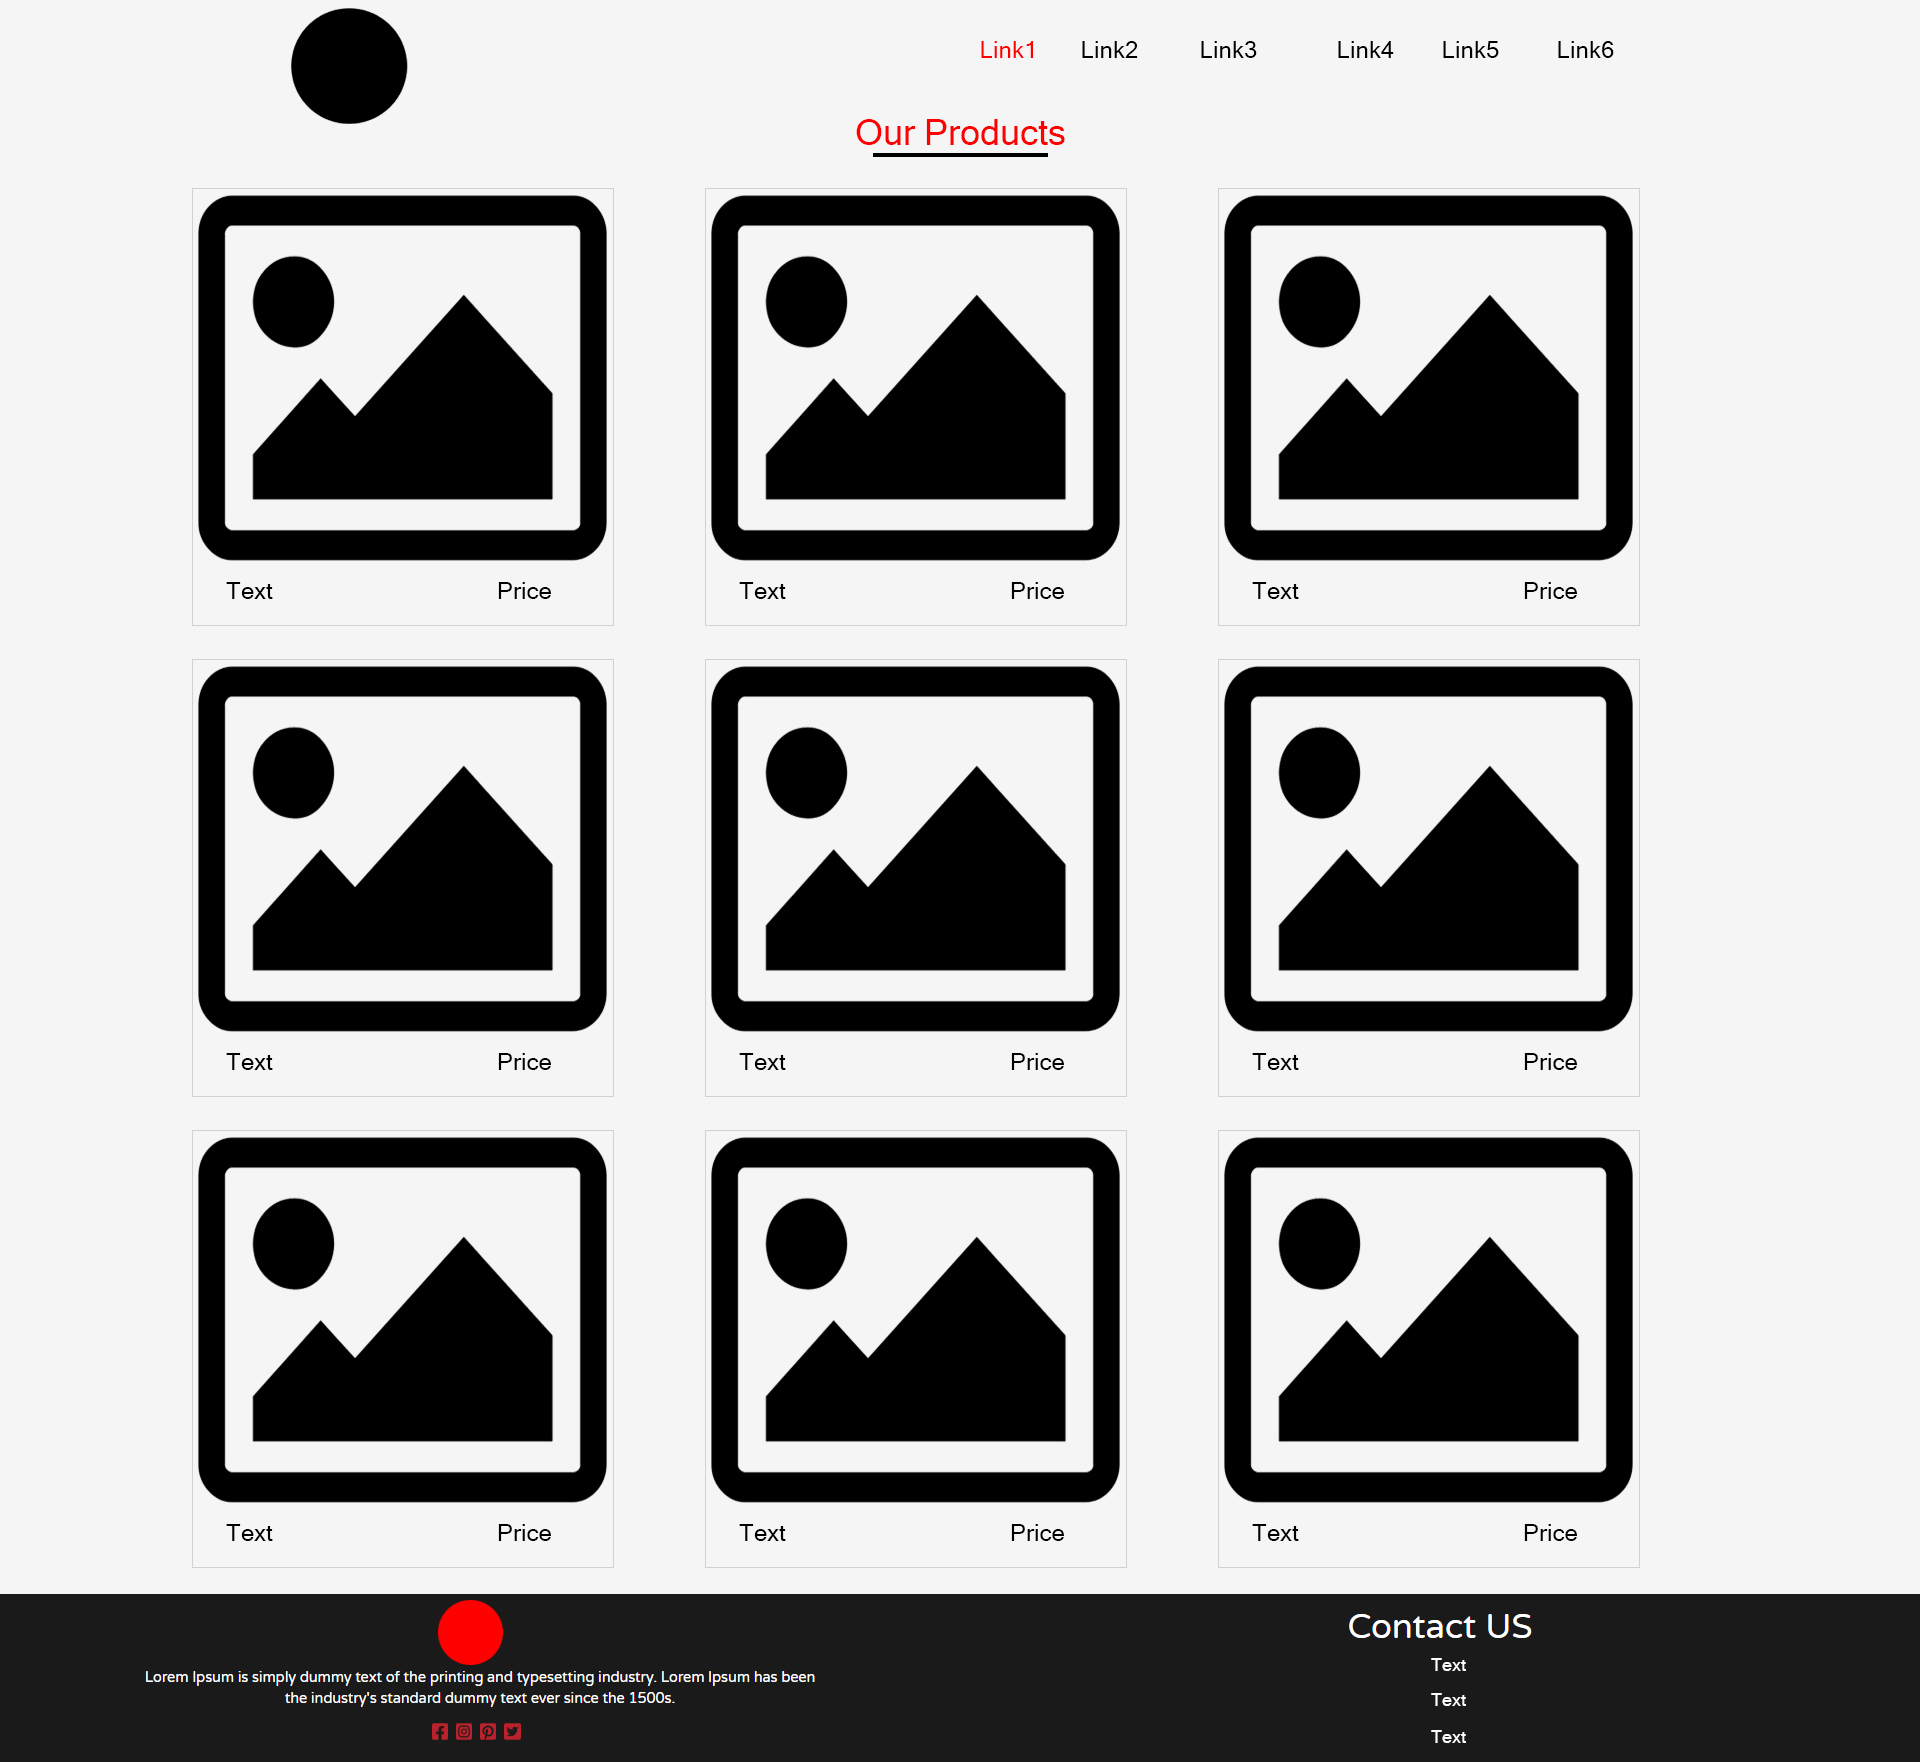 Link1 Link2 Link3 Link4 Link5 Link6
Our Products
Text Price Text Price Text Price
Text Price Text Price Text Price
Text Price Text Price Text Price
Lorem Ipsum is simply dummy text of the printing and typesetting industry. Lorem Ipsum has been
the industry's standard dummy text ever since the 1500s.
Contact US
Text
Text
Text